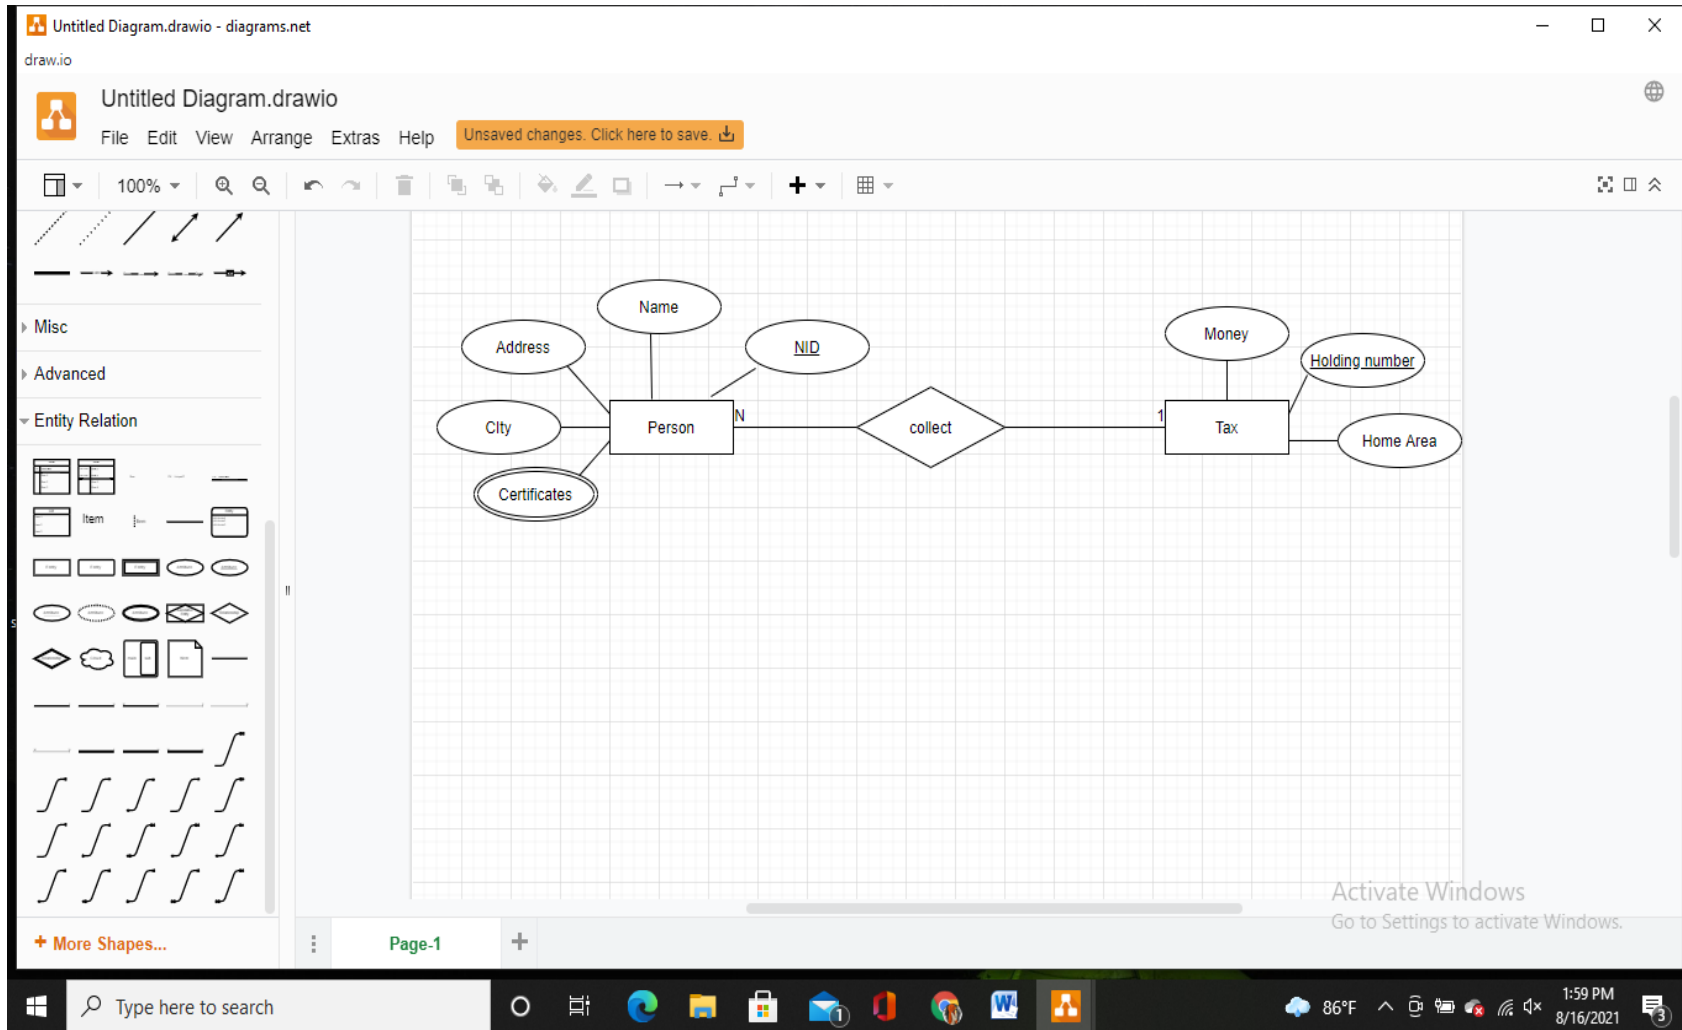 Untitled Diagram.drawio - diagrams.net
draw.io
Untitled Diagram.drawio
File Edit View Arrange Extras Help Unsaved changes. Click here to save.
100%
Misc
Advanced
Entity Relation
Item
More Shapes...
Name
Address
NID
CIty
Person
N
collect
Certificates
Money
Holding number
1
Tax
Home Area
Activate Windows
Go to Settings to activate Windows.
Page-1
Type here to search
1
86°F
1:59 PM
8/16/2021
3